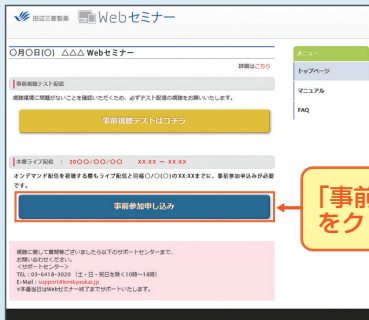 田辺三菱製薬 Webセミナー
〇月〇日(〇) △△△ Webセミナー
詳細はこちら
事前視聴テスト配信
視聴環境に問題がないことを確認いただくため、必ずテスト配信の視聴をお願いいたします。
事前視聴テストはコチラ
本番ライブ配信 : 20〇〇/〇〇/〇〇 XX:XX ~ XX:XX
オンデマンド配信を視聴する際もライブ配信と同様〇/〇(〇)のXX:XXまでに、事前参加申込みが必要
です。
事前参加申し込み
視聴に関して質問等ございましたら以下のサポートセンターまで、
お問い合わせください。
<サポートセンター>
TEL:03-6418-3020 (土・日・祝日を除く10時~18時)
E-Mail:support@kenkyuukai.jp
※本番当日はWebセミナー終了までサポートいたします。
メニュー
トップページ
マニュアル
FAQ
「事前
をク